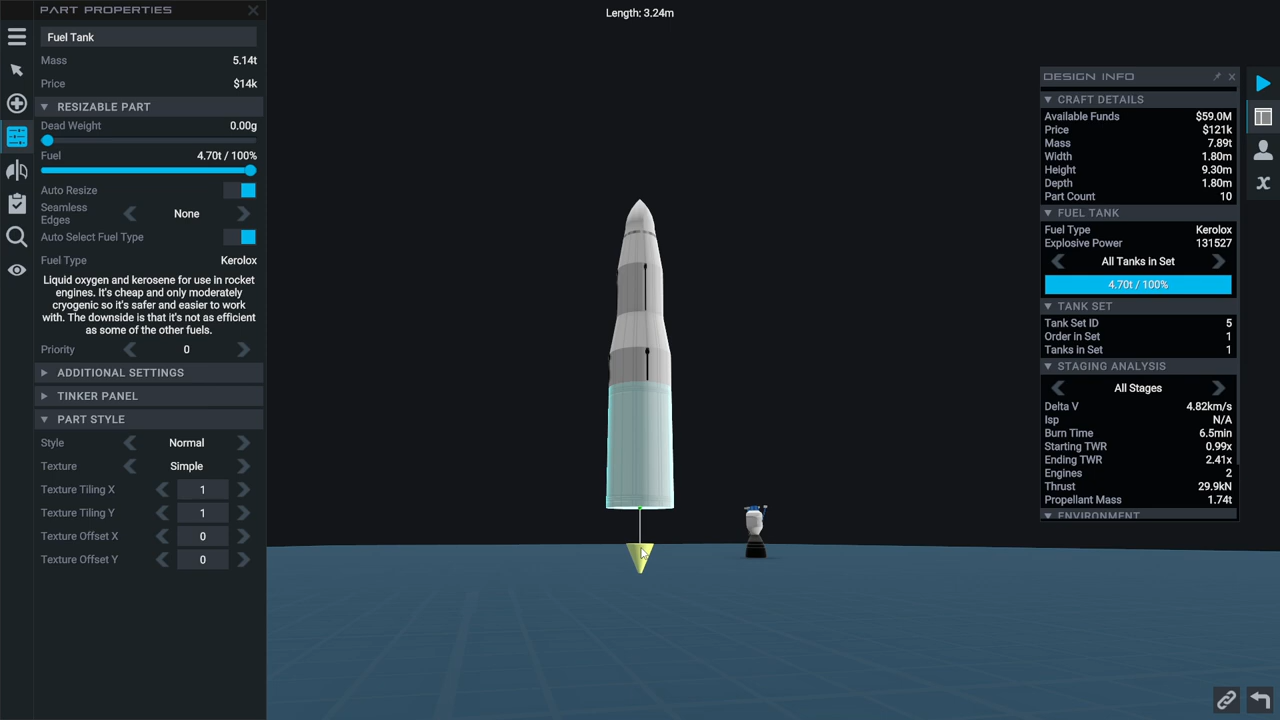 PART PROPERTIES
Length: 3.24m
Fuel Tank
Mass 5.14t
Price $14k
RESIZABLE PART
Dead Weight 0.00g
Fuel 4.70t / 100%
Auto Resize
Seamless
Edges
None
Auto Select Fuel Type
Fuel Type Kerolox
Liquid oxygen and kerosene for use in rocket
engines. It's cheap and only moderately
cryogenic so it's safer and easier to work
with. The downside is that it's not as efficient
as some of the other fuels.
Priority 0
ADDITIONAL SETTINGS
TINKER PANEL
PART STYLE
Style Normal
Texture Simple
Texture Tiling X 1
Texture Tiling Y 1
Texture Offset X 0
Texture Offset Y 0
DESIGN INFO
CRAFT DETAILS
Available Funds $59.0M
Price $121k
Mass 7.89t
Width 1.80m
Height 9.30m
Depth 1.80m
Part Count 10
FUEL TANK
Fuel Type Kerolox
Explosive Power 131527
All Tanks in Set
4.70t / 100%
TANK SET
Tank Set ID 5
Order in Set 1
Tanks in Set 1
STAGING ANALYSIS
All Stages
Delta V 4.82km/s
Isp N/A
Burn Time 6.5min
Starting TWR 0.99x
Ending TWR 2.41x
Engines 2
Thrust 29.9kN
Propellant Mass 1.74t
ENVIRONMENT